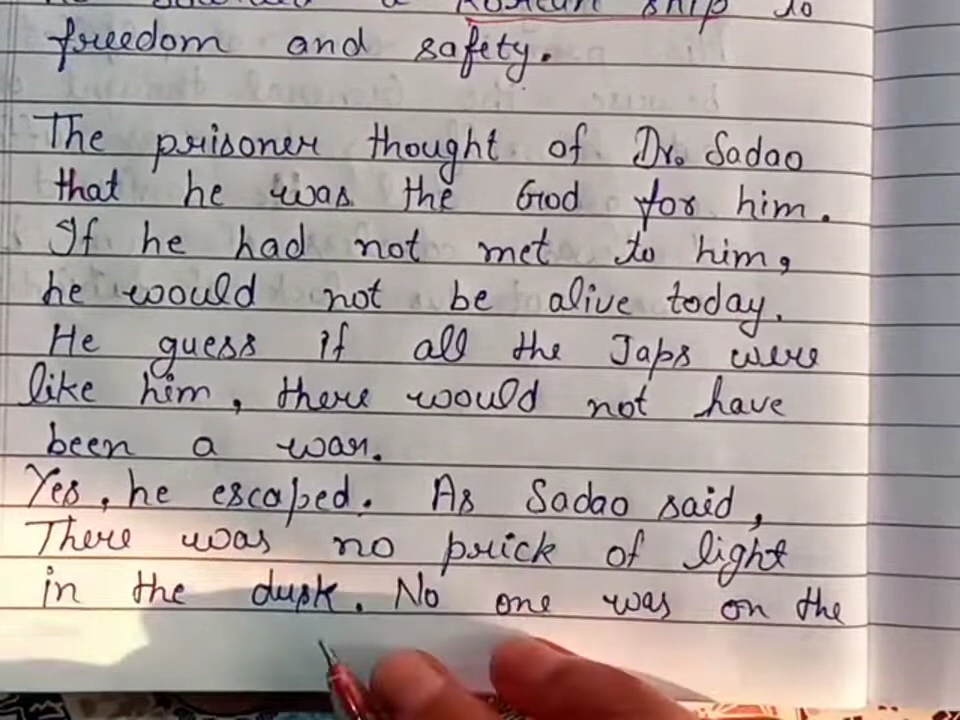 a Korean ship to
freedom and safety.
The prisoner thought of Dr. Sadao
that he was the God for him.
If he had not met to him,
he would not be alive today.
He guess if all the Japs were
like him, there would not have
been a war.
Yes, he escaped. As Sadao said,
There was no prick of light
in the dusk. No one was on the